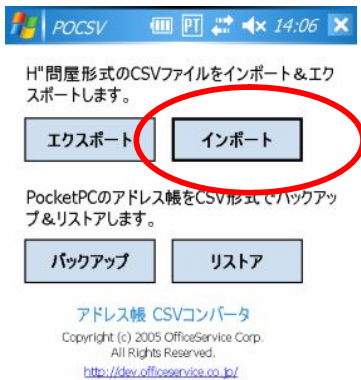 POCSV PT 14:06
H"問屋形式のCSVファイルをインポート＆エク
スポートします。
エクスポート インポート
PocketPCのアドレス帳をCSV形式でバックアッ
プ＆リストアします。
バックアップ リストア
アドレス帳 CSVコンバータ
Copyright (c) 2005 OfficeService Corp.
All Rights Reserved.
http://dev.officeservice.co.jp/